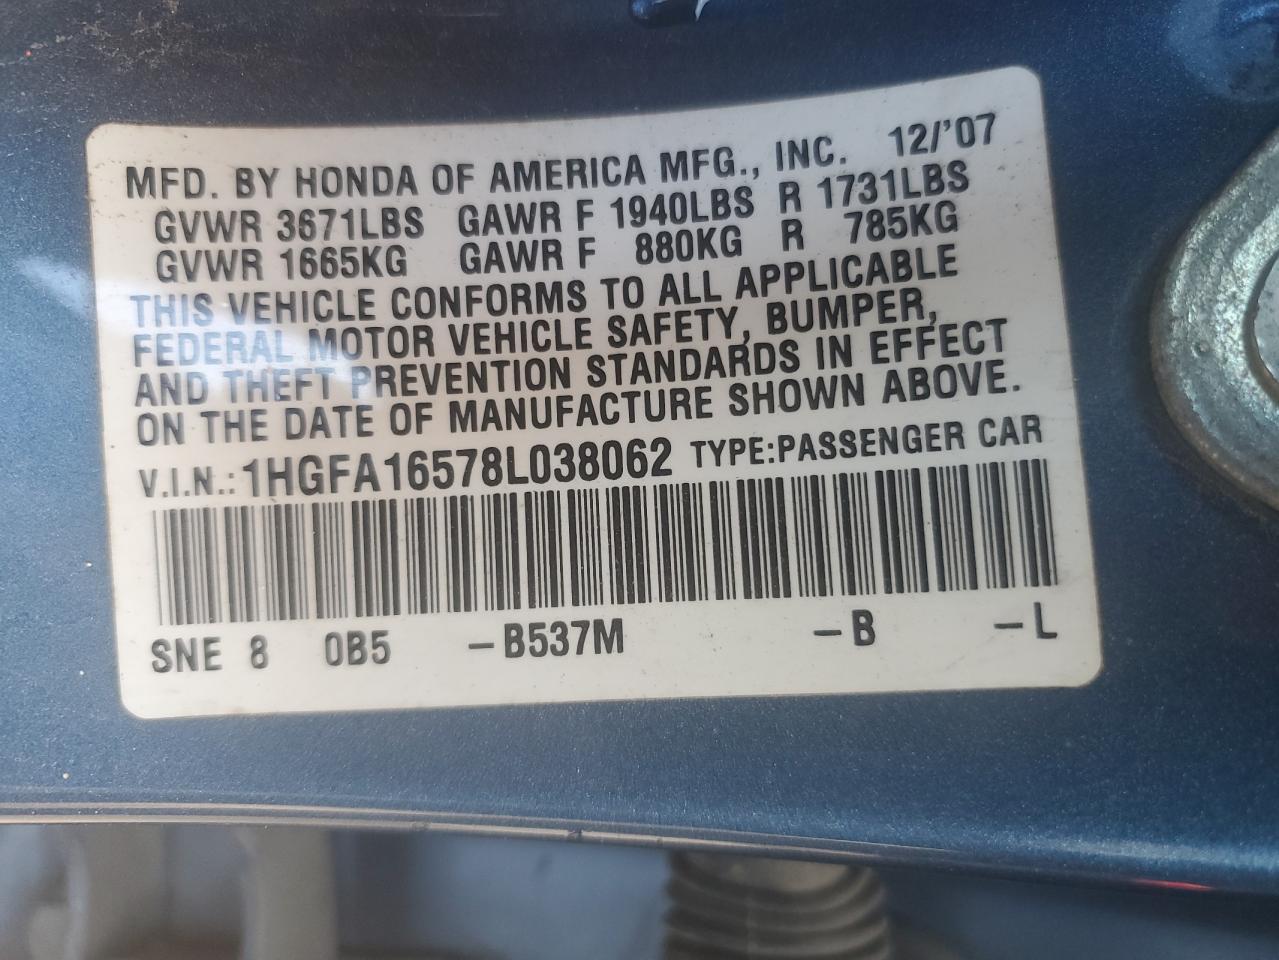 MFD. BY HONDA OF AMERICA MFG., INC. 12/'07
GVWR 3671LBS GAWR F 1940LBS R 1731LBS
GVWR 1665KG GAWR F 880KG R 785KG
THIS VEHICLE CONFORMS TO ALL APPLICABLE
FEDERAL MOTOR VEHICLE SAFETY, BUMPER,
AND THEFT PREVENTION STANDARDS IN EFFECT
ON THE DATE OF MANUFACTURE SHOWN ABOVE.
V.I.N.: 1HGFA16578L038062 TYPE:PASSENGER CAR
SNE 8 0B5 -B537M -B -L